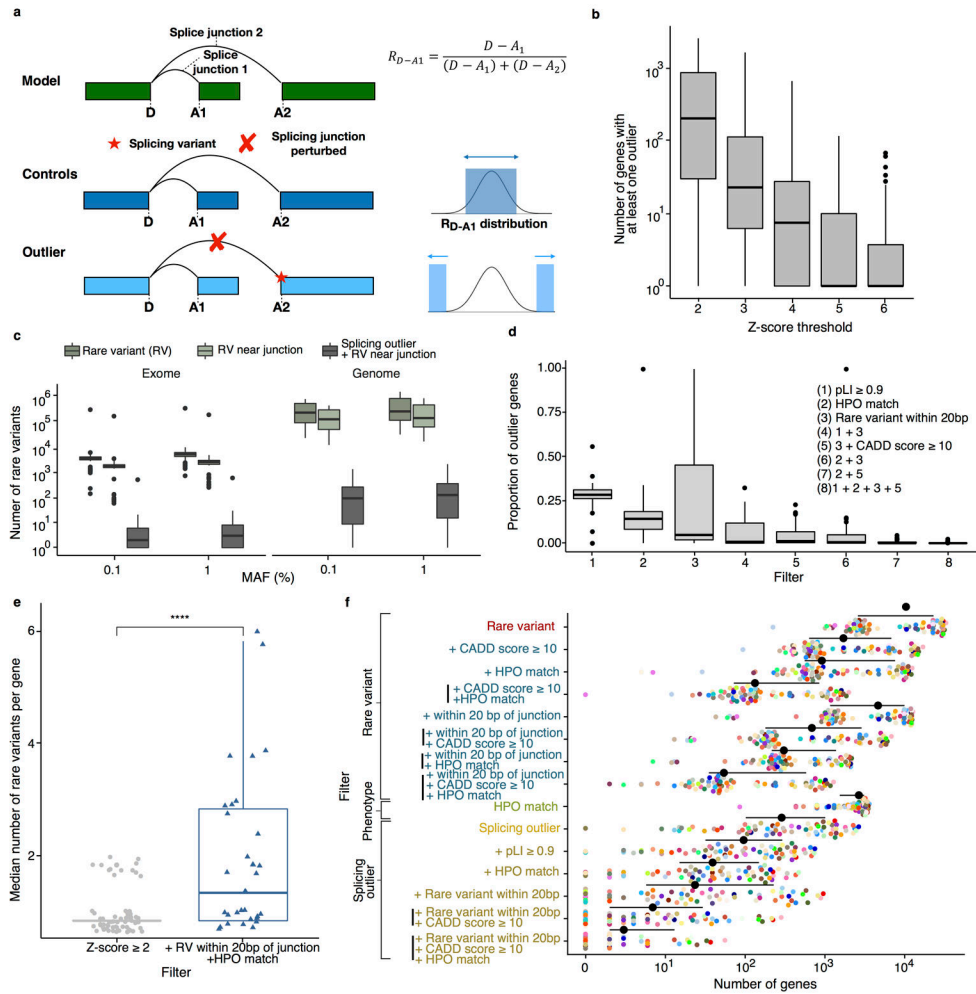 a
Splice junction 2
Splice
junction 1
Model
D
A1
A2
R_{D-A1} = \frac{D - A_1}{(D - A_1) + (D - A_2)}
Splicing variant
Splicing junction
perturbed
Controls
D
A1
A2
R_{D-A1} distribution
Outlier
D
A1
A2
b
Number of genes with
at least one outlier
10^3
10^2
10^1
10^0
2
3
4
5
6
Z-score threshold
c
Rare variant (RV)
RV near junction
Splicing outlier
+ RV near junction
Exome
Genome
Numer of rare variants
10^6
10^5
10^4
10^3
10^2
10^1
10^0
0.1
1
0.1
1
MAF (%)
d
Proportion of outlier genes
1.00
0.75
0.50
0.25
0.00
(1) pLI ≥ 0.9
(2) HPO match
(3) Rare variant within 20bp
(4) 1 + 3
(5) 3 + CADD score ≥ 10
(6) 2 + 3
(7) 2 + 5
(8) 1 + 2 + 3 + 5
1
2
3
4
5
6
7
8
Filter
e
Median number of rare variants per gene
6
4
2
****
Z-score ≥ 2
+ RV within 20bp of junction
+HPO match
Filter
f
Filter
Rare variant
Phenotype
Splicing
outlier
Rare variant
+ CADD score ≥ 10
+ HPO match
+ CADD score ≥ 10
+HPO match
+ within 20 bp of junction
+ within 20 bp of junction
+ CADD score ≥ 10
+ within 20 bp of junction
+ HPO match
+ within 20 bp of junction
+ CADD score ≥ 10
+ HPO match
HPO match
Splicing outlier
+ pLI ≥ 0.9
+ HPO match
+ Rare variant within 20bp
+ Rare variant within 20bp
+ CADD score ≥ 10
+ Rare variant within 20bp
+ CADD score ≥ 10
+ HPO match
0
10^1
10^2
10^3
10^4
Number of genes